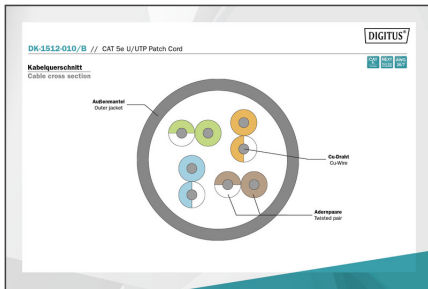 DIGITUS®
DK-1512-010/B // CAT 5e U/UTP Patch Cord
Kabelquerschnitt
Cable cross section
Außenmantel
Outer jacket
Cu-Draht
Cu-Wire
Adernpaare
Twisted pair